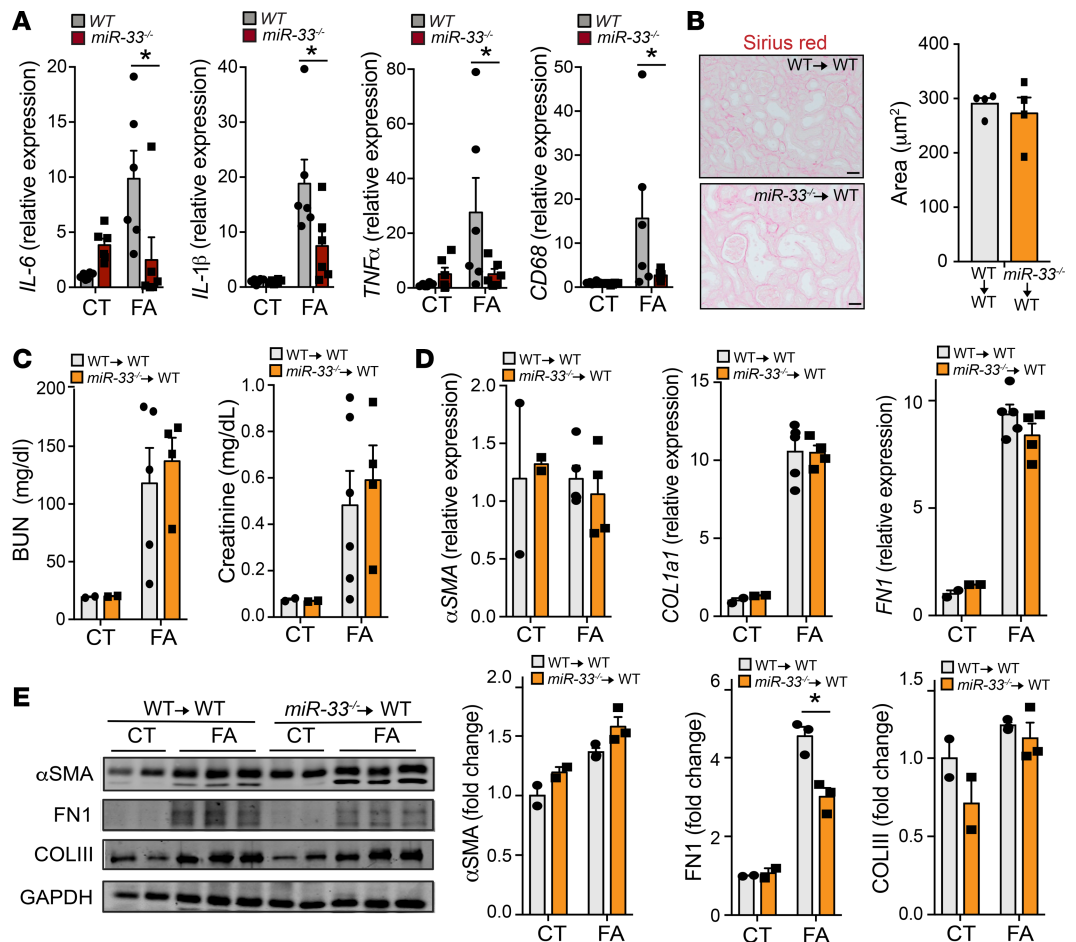 A
WT
miR-33-/-
*
IL-6 (relative expression)
20
15
10
5
0
CT FA
WT
miR-33-/-
*
IL-1β (relative expression)
40
30
20
10
0
CT FA
WT
miR-33-/-
*
TNFα (relative expression)
80
60
40
20
0
CT FA
WT
miR-33-/-
*
CD68 (relative expression)
50
40
30
20
10
0
CT FA
B
Sirius red
WT→ WT
miR-33-/-→ WT
Area (μm2)
400
300
200
100
0
WT miR-33-/-
↓ ↓
WT WT
C
WT→ WT
miR-33-/-→ WT
BUN (mg/dl)
200
150
100
50
0
CT FA
WT→ WT
miR-33-/-→ WT
Creatinine (mg/dL)
1.0
0.8
0.6
0.4
0.2
0.0
CT FA
D
WT→ WT
miR-33-/-→ WT
αSMA (relative expression)
2.0
1.5
1.0
0.5
0.0
CT FA
WT→ WT
miR-33-/-→ WT
COL1a1 (relative expression)
15
10
5
0
CT FA
WT→ WT
miR-33-/-→ WT
FN1 (relative expression)
10
5
0
CT FA
E
WT→ WT miR-33-/-→ WT
CT FA CT FA
αSMA
FN1
COLIII
GAPDH
WT→ WT
miR-33-/-→ WT
αSMA (fold change)
2.0
1.5
1.0
0.5
0.0
CT FA
WT→ WT
miR-33-/-→ WT
*
FN1 (fold change)
6
4
2
0
CT FA
WT→ WT
miR-33-/-→ WT
COLIII (fold change)
1.5
1.0
0.5
0.0
CT FA